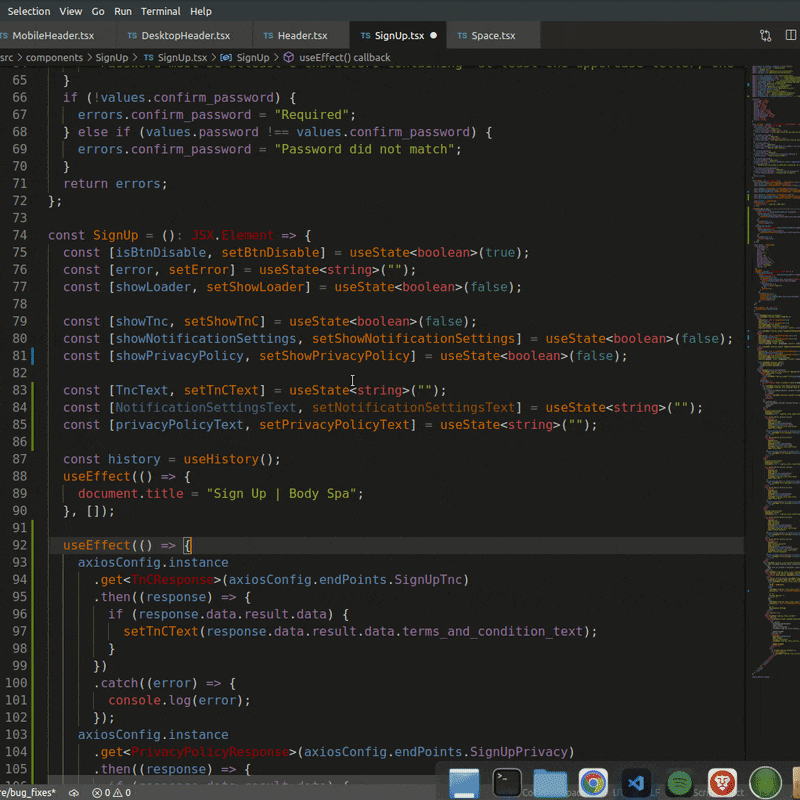 Selection View Go Run Terminal Help
TS MobileHeader.tsx TS DesktopHeader.tsx TS Header.tsx TS SignUp.tsx ● TS Space.tsx
src > components > SignUp > TS SignUp.tsx > SignUp > useEffect() callback
65 }
66 if (!values.confirm_password) {
67 errors.confirm_password = "Required";
68 } else if (values.password !== values.confirm_password) {
69 errors.confirm_password = "Password did not match";
70 }
71 return errors;
72 };
73
74 const SignUp = (): JSX.Element => {
75 const [isBtnDisable, setBtnDisable] = useState<boolean>(true);
76 const [error, setError] = useState<string>("");
77 const [showLoader, setShowLoader] = useState<boolean>(false);
78
79 const [showTnc, setShowTnC] = useState<boolean>(false);
80 const [showNotificationSettings, setShowNotificationSettings] = useState<boolean>(false);
81 const [showPrivacyPolicy, setShowPrivacyPolicy] = useState<boolean>(false);
82
83 const [TncText, setTnCText] = useState<string>("");
84 const [NotificationSettingsText, setNotificationSettingsText] = useState<string>("");
85 const [privacyPolicyText, setPrivacyPolicyText] = useState<string>("");
86
87 const history = useHistory();
88 useEffect(() => {
89 document.title = "Sign Up | Body Spa";
90 }, []);
91
92 useEffect(() => {
93 axiosConfig.instance
94 .get<TnCResponse>(axiosConfig.endPoints.SignUpTnc)
95 .then((response) => {
96 if (response.data.result.data) {
97 setTnCText(response.data.result.data.terms_and_condition_text);
98 }
99 })
100 .catch((error) => {
101 console.log(error);
102 });
103 axiosConfig.instance
104 .get<PrivacyPolicyResponse>(axiosConfig.endPoints.SignUpPrivacy)
105 .then((response) => {
re/bug_fixes* 0 0